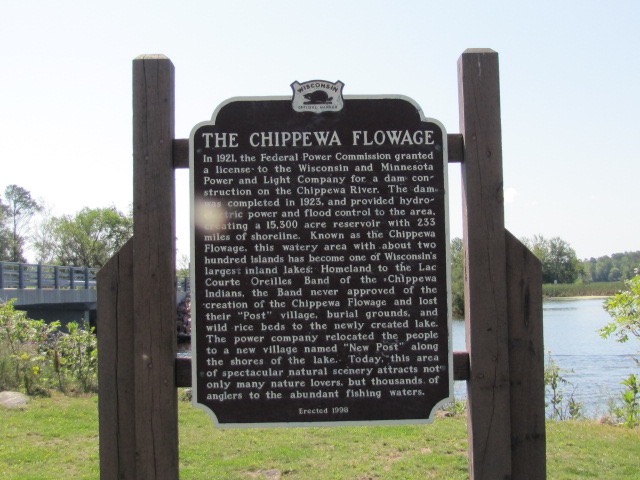 WISCONSIN
OFFICIAL MARKER
THE CHIPPEWA FLOWAGE
In 1921, the Federal Power Commission granted
a license to the Wisconsin and Minnesota
Power and Light Company for a dam con-
struction on the Chippewa River. The dam
was completed in 1923, and provided hydro-
electric power and flood control to the area,
creating a 15,300 acre reservoir with 233
miles of shoreline. Known as the Chippewa
Flowage, this watery area with about two
hundred islands has become one of Wisconsin's
largest inland lakes. Homeland to the Lac
Courte Oreilles Band of the Chippewa
Indians, the Band never approved of the
creation of the Chippewa Flowage and lost
their "Post" village, burial grounds, and
wild rice beds to the newly created lake.
The power company relocated the people
to a new village named "New Post" along
the shores of the lake. Today, this area
of spectacular natural scenery attracts not
only many nature lovers, but thousands of
anglers to the abundant fishing waters.
Erected 1998